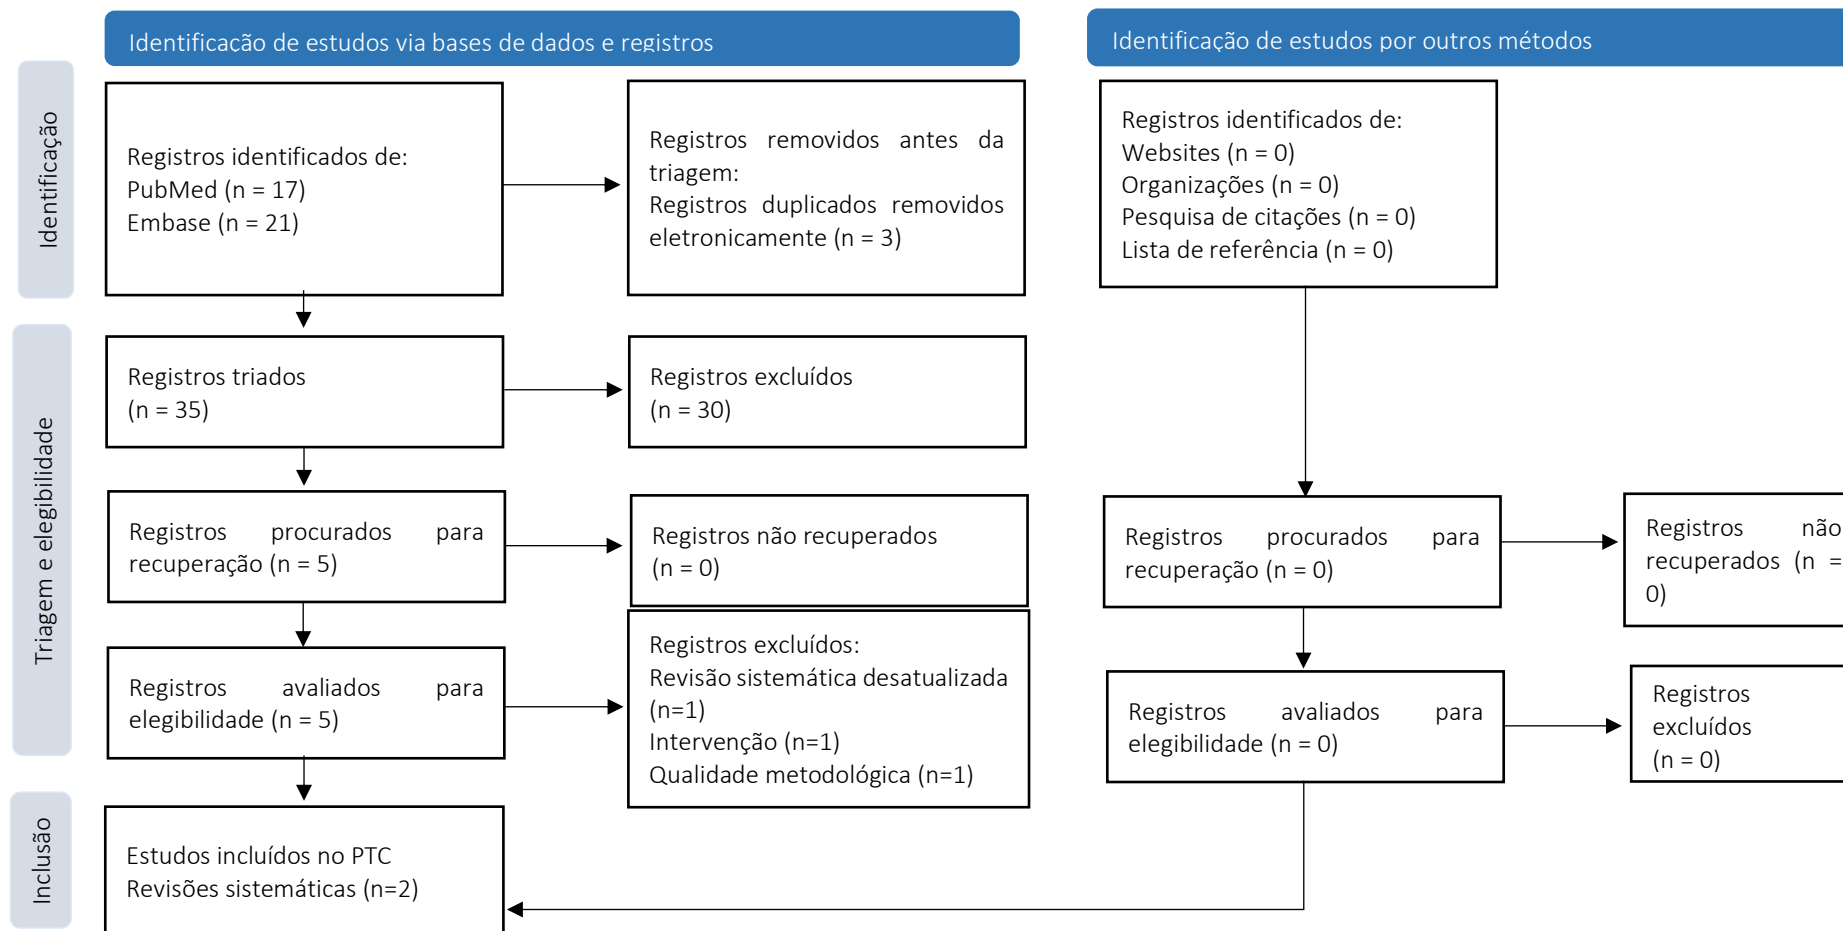 Identificação de estudos via bases de dados e registros
Identificação de estudos por outros métodos
Identificação
Registros identificados de:
PubMed (n = 17)
Embase (n = 21)
Registros removidos antes da
triagem:
Registros duplicados removidos
eletronicamente (n = 3)
Registros identificados de:
Websites (n = 0)
Organizações (n = 0)
Pesquisa de citações (n = 0)
Lista de referência (n = 0)
Triagem e elegibilidade
Registros triados
(n = 35)
Registros excluídos
(n = 30)
Registros procurados para
recuperação (n = 5)
Registros não recuperados
(n = 0)
Registros procurados para
recuperação (n = 0)
Registros não
recuperados (n =
0)
Registros avaliados para
elegibilidade (n = 5)
Registros excluídos:
Revisão sistemática desatualizada
(n=1)
Intervenção (n=1)
Qualidade metodológica (n=1)
Registros avaliados para
elegibilidade (n = 0)
Registros
excluídos
(n = 0)
Inclusão
Estudos incluídos no PTC
Revisões sistemáticas (n=2)